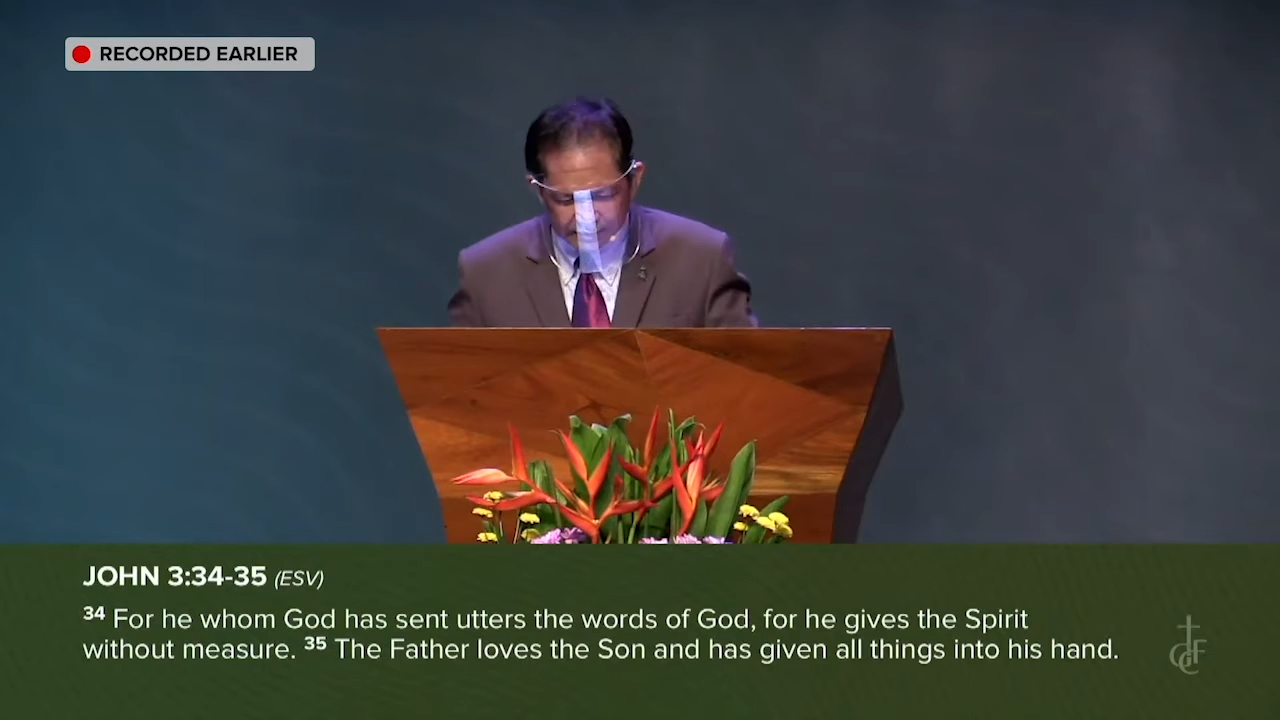 RECORDED EARLIER
JOHN 3:34-35 (ESV)
34 For he whom God has sent utters the words of God, for he gives the Spirit
without measure. 35 The Father loves the Son and has given all things into his hand.